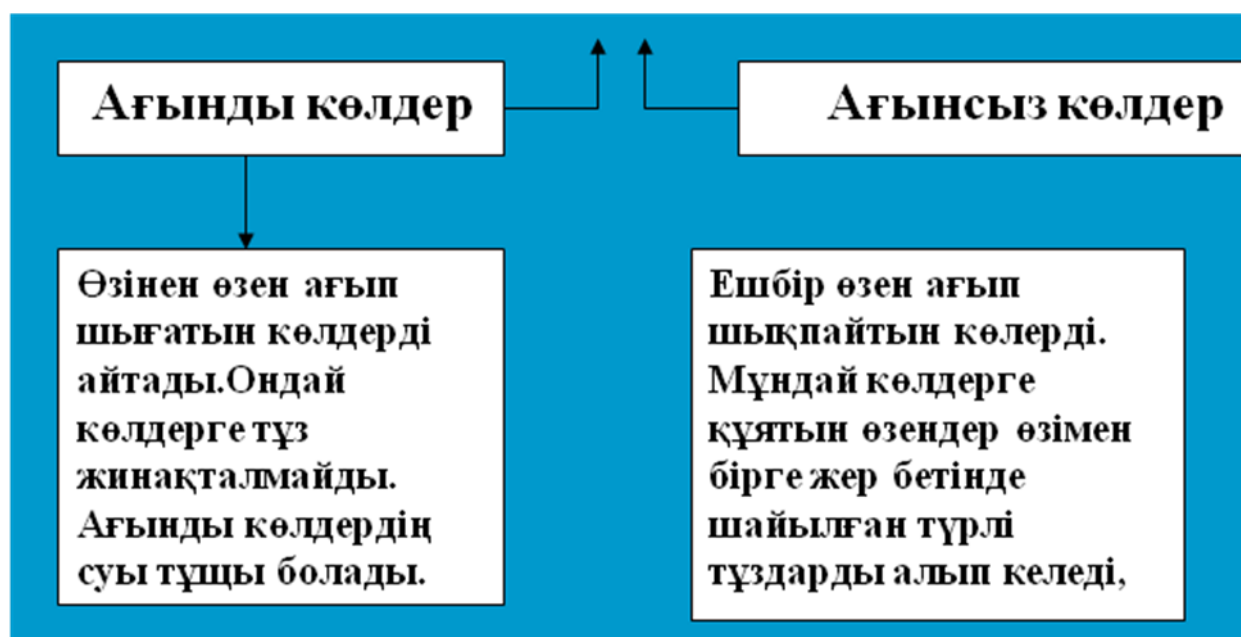 Ағынды көлдер
Ағынсыз көлдер
Өзінен өзен ағып
шығатын көлдерді
айтады.Ондай
көлдерге тұз
жинақталмайды.
Ағынды көлдердің
суы тұщы болады.
Ешбір өзен ағып
шықпайтын көлерді.
Мұндай көлдерге
құятын өзендер өзімен
бірге жер бетінде
шайылған түрлі
тұздарды алып келеді,